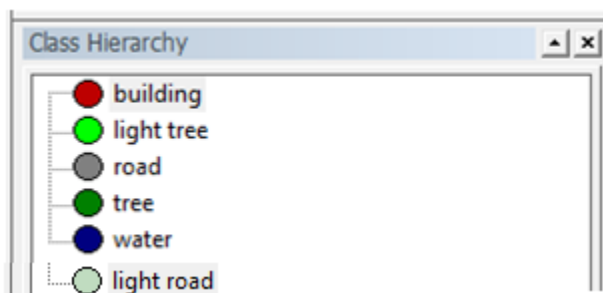 Class Hierarchy
building
light tree
road
tree
water
light road